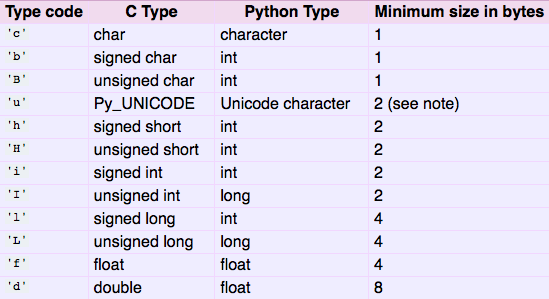 Type code C Type Python Type Minimum size in bytes
'c' char character 1
'b' signed char int 1
'B' unsigned char int 1
'u' Py_UNICODE Unicode character 2 (see note)
'h' signed short int 2
'H' unsigned short int 2
'i' signed int int 2
'I' unsigned int long 2
'l' signed long int 4
'L' unsigned long long 4
'f' float float 4
'd' double float 8